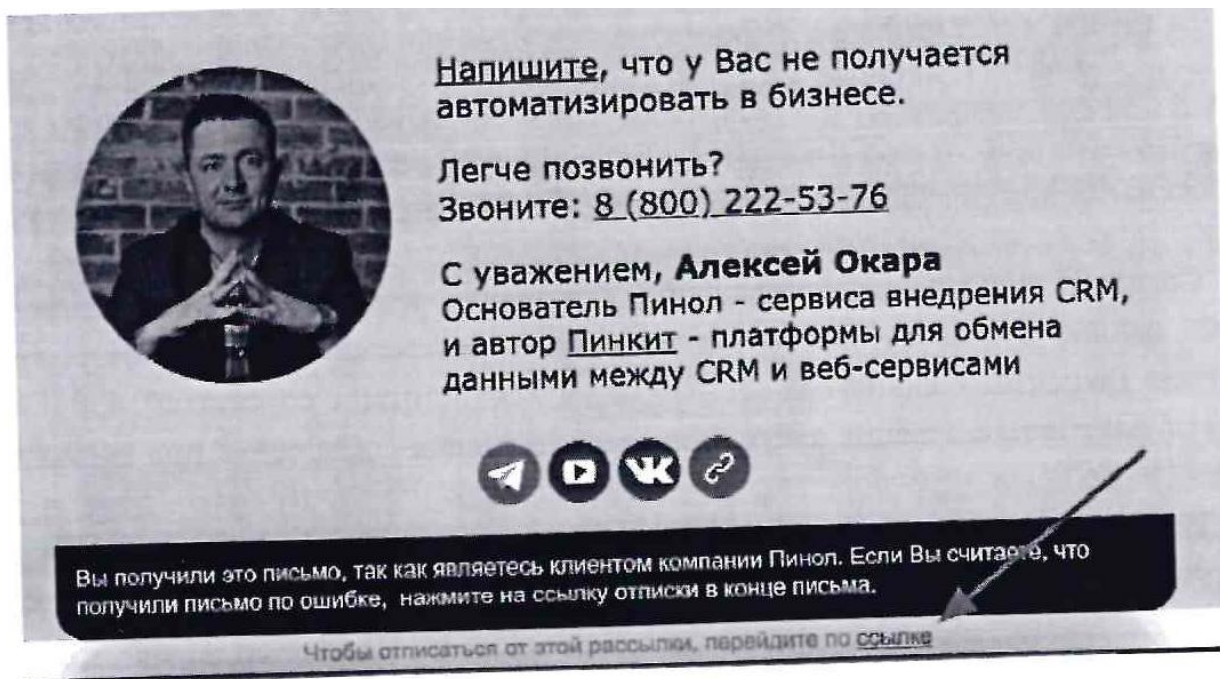 Напишите, что у Вас не получается
автоматизировать в бизнесе.
Легче позвонить?
Звоните: 8 (800) 222-53-76
С уважением, Алексей Окара
Основатель Пинол - сервиса внедрения CRM,
и автор Пинкит - платформы для обмена
данными между CRM и веб-сервисами
Вы получили это письмо, так как являетесь клиентом компании Пинол. Если Вы считаете, что
получили письмо по ошибке, нажмите на ссылку отписки в конце письма.
Чтобы отписаться от этой рассылки, перейдите по ссылке